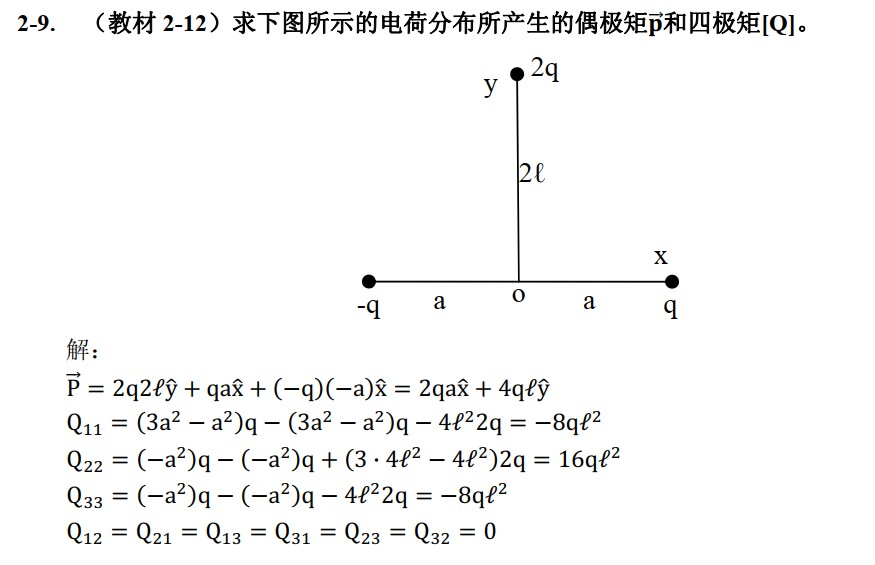 2-9. （教材 2-12）求下图所示的电荷分布所产生的偶极矩p⃗和四极矩[Q]。
y
2q
2ℓ
x
-q
a
o
a
q
解：
P⃗ = 2q2ℓŷ + qax̂ + (−q)(−a)x̂ = 2qax̂ + 4qℓŷ
Q₁₁ = (3a² − a²)q − (3a² − a²)q − 4ℓ²2q = −8qℓ²
Q₂₂ = (−a²)q − (−a²)q + (3 · 4ℓ² − 4ℓ²)2q = 16qℓ²
Q₃₃ = (−a²)q − (−a²)q − 4ℓ²2q = −8qℓ²
Q₁₂ = Q₂₁ = Q₁₃ = Q₃₁ = Q₂₃ = Q₃₂ = 0